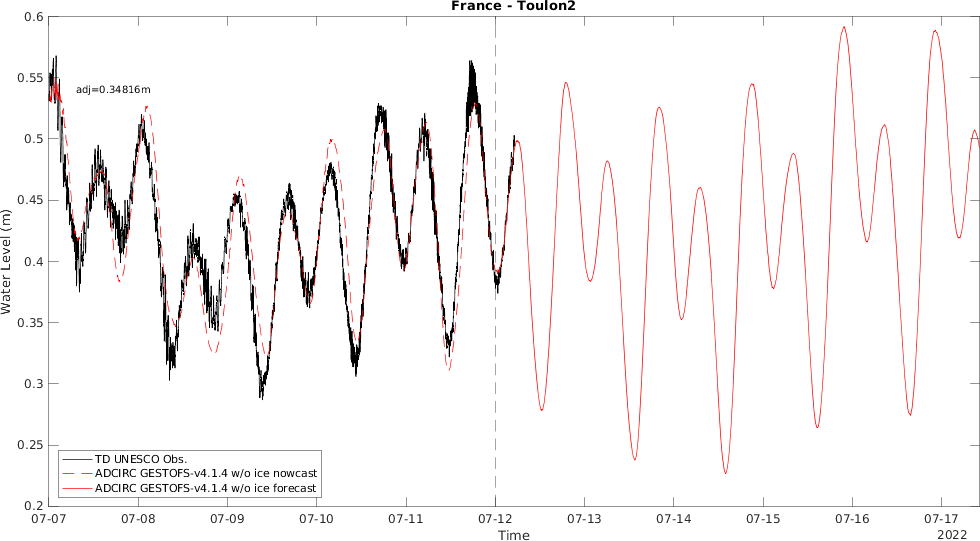 France - Toulon2
0.6
0.55
0.5
0.45
0.4
0.35
0.3
0.25
0.2
Water Level (m)
adj=0.34816m
TD UNESCO Obs.
ADCIRC GESTOFS-v4.1.4 w/o ice nowcast
ADCIRC GESTOFS-v4.1.4 w/o ice forecast
07-07 07-08 07-09 07-10 07-11 07-12 07-13 07-14 07-15 07-16 07-17
Time
2022